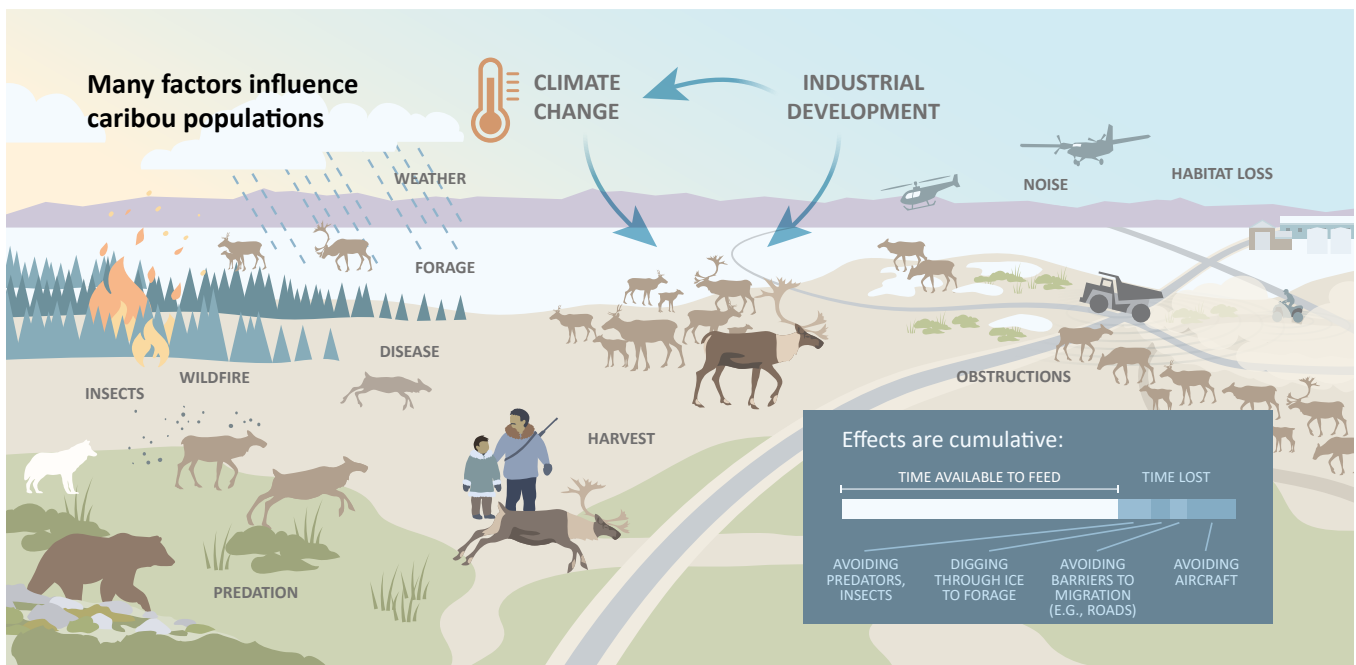 Many factors influence
caribou populations
CLIMATE
CHANGE
INDUSTRIAL
DEVELOPMENT
WEATHER
NOISE
HABITAT LOSS
FORAGE
DISEASE
WILDFIRE
INSECTS
OBSTRUCTIONS
HARVEST
PREDATION
Effects are cumulative:
TIME AVAILABLE TO FEED
TIME LOST
AVOIDING
PREDATORS,
INSECTS
DIGGING
THROUGH ICE
TO FORAGE
AVOIDING
BARRIERS TO
MIGRATION
(E.G., ROADS)
AVOIDING
AIRCRAFT